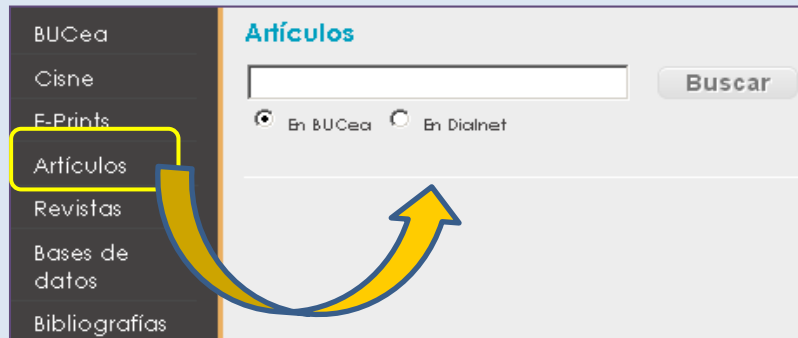 BUCea
Cisne
E-Prints
Artículos
Revistas
Bases de
datos
Bibliografías
Artículos
Buscar
En BUCea En Dialnet